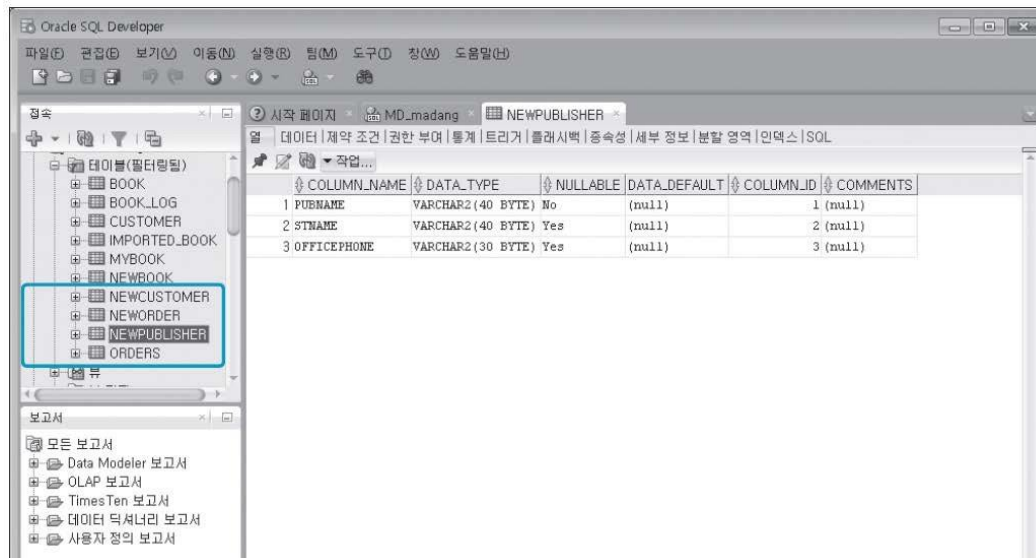 Oracle SQL Developer
파일(F) 편집(E) 보기(V) 이동(N) 실행(R) 팀(M) 도구(T) 창(W) 도움말(H)
접속
테이블(필터링됨)
BOOK
BOOK_LOG
CUSTOMER
IMPORTED_BOOK
MYBOOK
NEWBOOK
NEWCUSTOMER
NEWORDER
NEWPUBLISHER
ORDERS
뷰
보고서
모든 보고서
Data Modeler 보고서
OLAP 보고서
TimesTen 보고서
데이터 딕셔너리 보고서
사용자 정의 보고서
시작 페이지 MD_madang NEWPUBLISHER
열 데이터|제약 조건|권한 부여|통계|트리거|플래시백|종속성|세부 정보|분할 영역|인덱스|SQL
작업...
COLUMN_NAME DATA_TYPE NULLABLE DATA_DEFAULT COLUMN_ID COMMENTS
1 PUBNAME VARCHAR2(40 BYTE) No (null) 1 (null)
2 STNAME VARCHAR2(40 BYTE) Yes (null) 2 (null)
3 OFFICEPHONE VARCHAR2(30 BYTE) Yes (null) 3 (null)